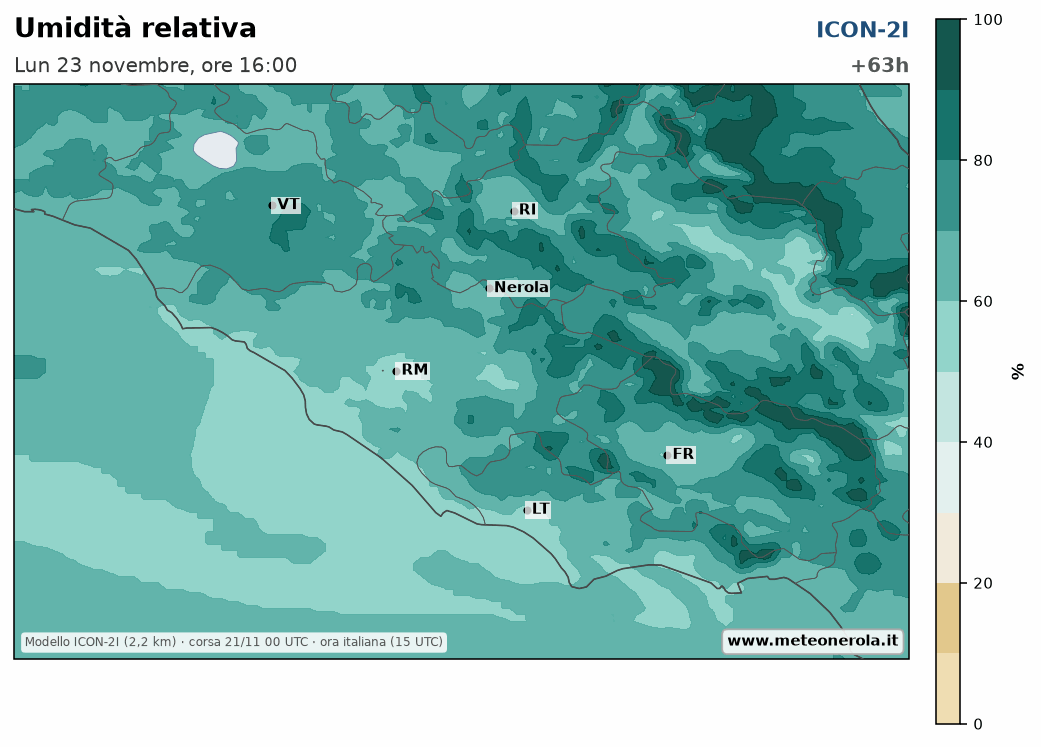 Umidità relativa
ICON-2I
Lun 23 novembre, ore 16:00
+63h
100
80
60
40
20
0
%
VT
RI
Nerola
RM
FR
LT
Modello ICON-2I (2,2 km) · corsa 21/11 00 UTC · ora italiana (15 UTC)
www.meteonerola.it